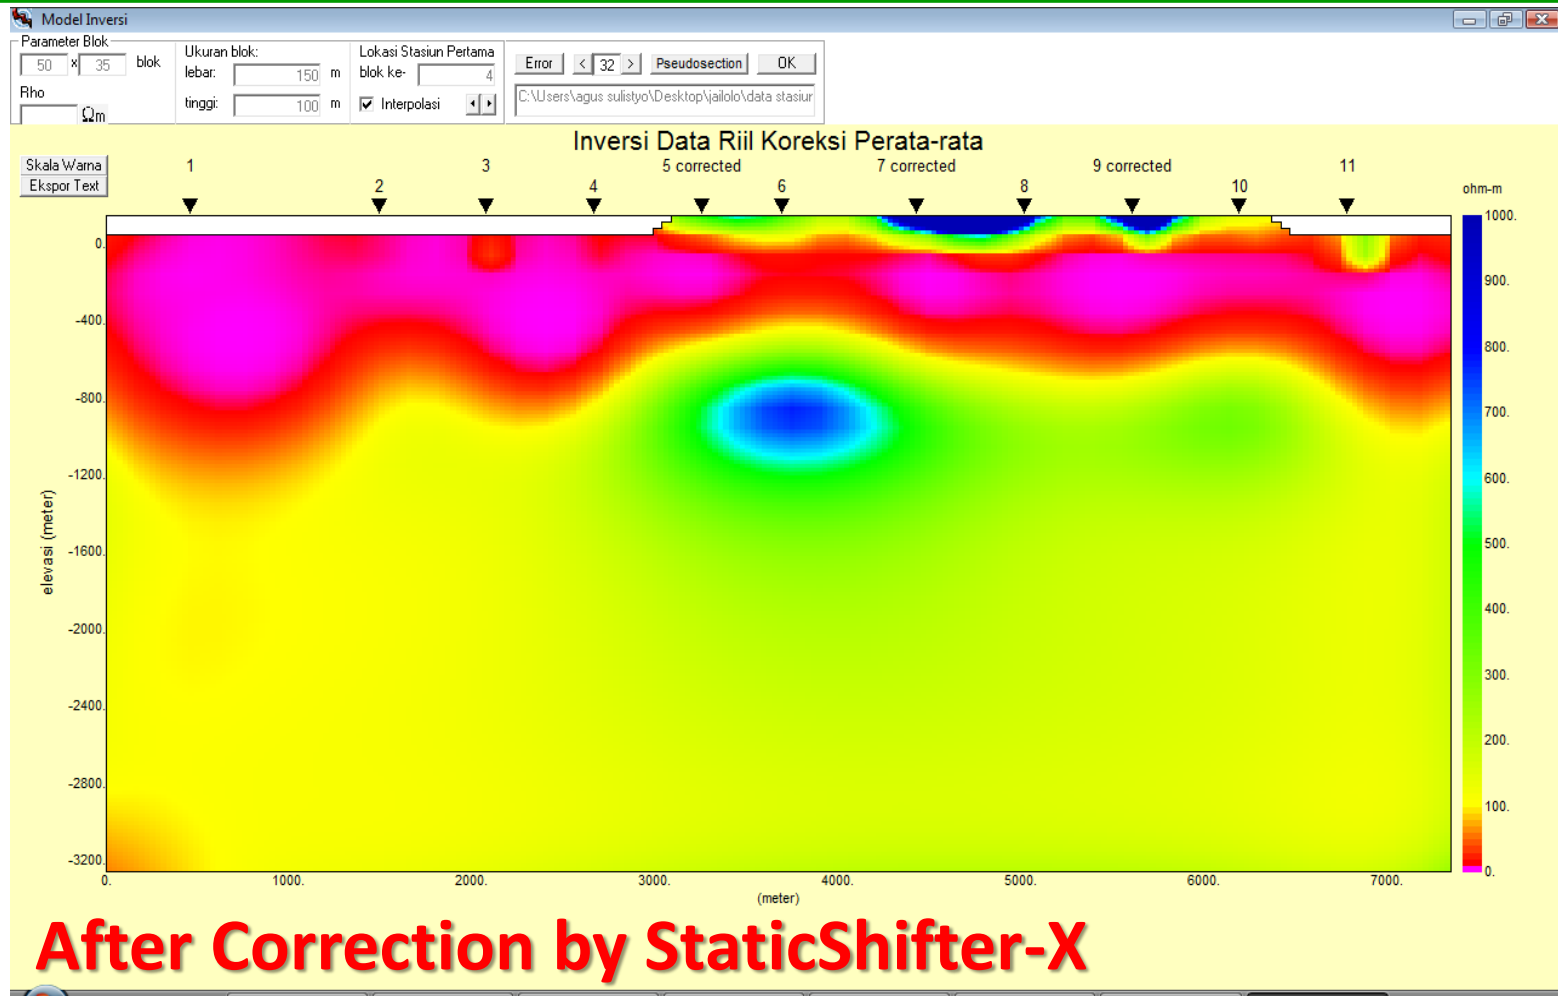 Model Inversi
Parameter Blok
50 x 35 blok
Rho
Ωm
Ukuran blok:
lebar: 150 m
tinggi: 100 m
Lokasi Stasiun Pertama
blok ke- 4
Interpolasi
Error < 32 > Pseudosection OK
C:\Users\agus sulistyo\Desktop\jailolo\data stasiur
Inversi Data Riil Koreksi Perata-rata
Skala Warna
Ekspor Text
1 3 5 corrected 7 corrected 9 corrected 11
2 4 6 8 10
ohm-m
1000.
900.
800.
700.
600.
500.
400.
300.
200.
100.
0.
elevasi (meter)
0.
-400.
-800.
-1200.
-1600.
-2000.
-2400.
-2800.
-3200.
0. 1000. 2000. 3000. 4000. 5000. 6000. 7000.
(meter)
After Correction by StaticShifter-X